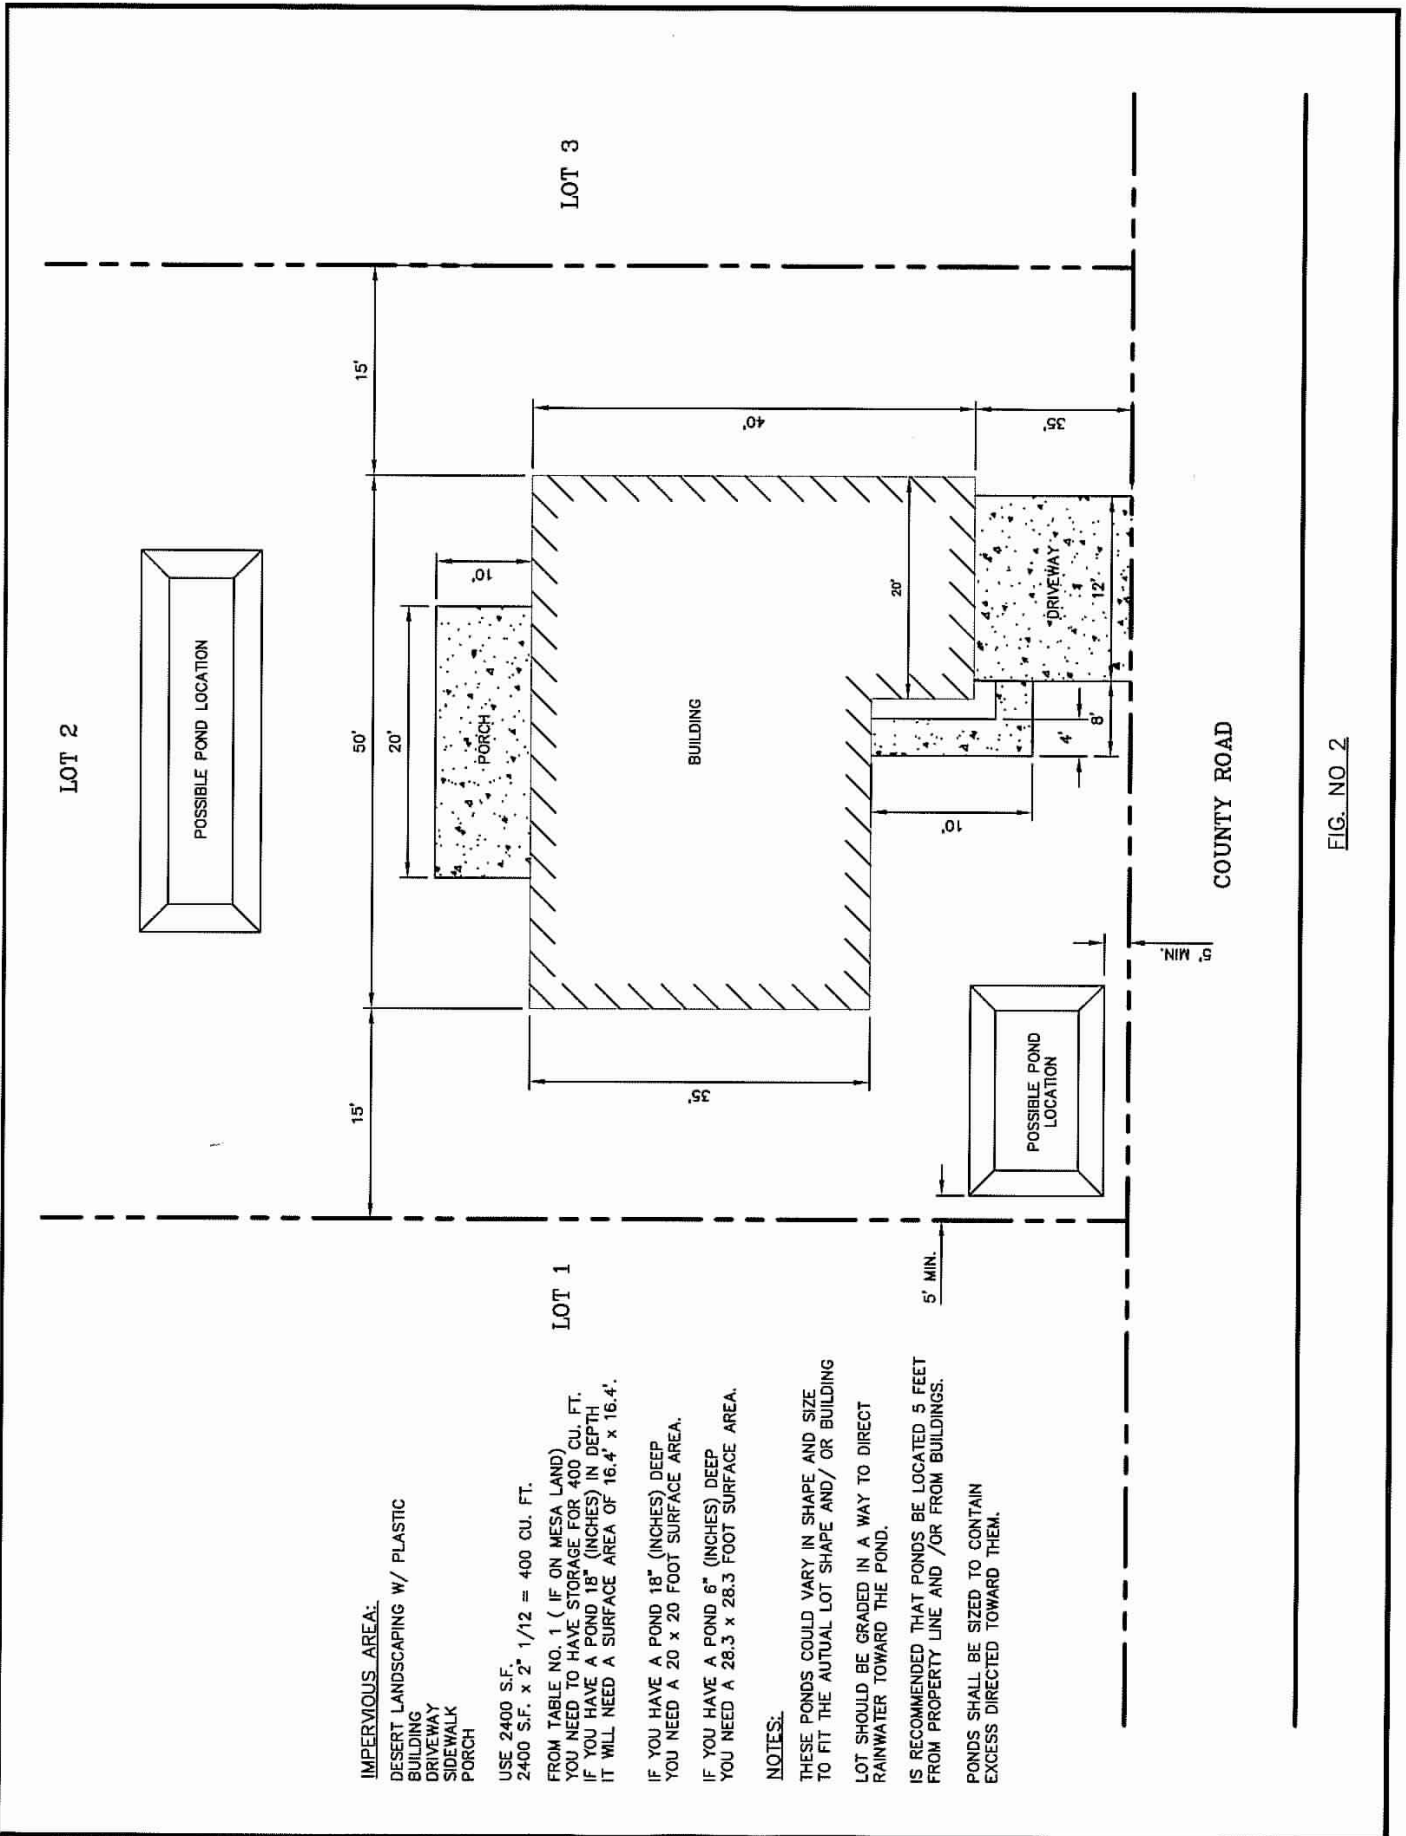 IMPERVIOUS AREA:
DESERT LANDSCAPING W/ PLASTIC
BUILDING
DRIVEWAY
SIDEWALK
PORCH
USE 2400 S.F.
2400 S.F. x 2" 1/12 = 400 CU. FT.
FROM TABLE NO. 1 ( IF ON MESA LAND)
YOU NEED TO HAVE STORAGE FOR 400 CU. FT.
IF YOU HAVE A POND 18" (INCHES) IN DEPTH
IT WILL NEED A SURFACE AREA OF 16.4' x 16.4'.
IF YOU HAVE A POND 18" (INCHES) DEEP
YOU NEED A 20 x 20 FOOT SURFACE AREA.
IF YOU HAVE A POND 6" (INCHES) DEEP
YOU NEED A 28.3 x 28.3 FOOT SURFACE AREA.
NOTES:
THESE PONDS COULD VARY IN SHAPE AND SIZE
TO FIT THE AUTUAL LOT SHAPE AND/ OR BUILDING
LOT SHOULD BE GRADED IN A WAY TO DIRECT
RAINWATER TOWARD THE POND.
IS RECOMMENDED THAT PONDS BE LOCATED 5 FEET
FROM PROPERTY LINE AND /OR FROM BUILDINGS.
PONDS SHALL BE SIZED TO CONTAIN
EXCESS DIRECTED TOWARD THEM.
LOT 2
POSSIBLE POND LOCATION
15'
50'
15'
20'
10'
PORCH
LOT 1
LOT 3
35'
BUILDING
40'
20'
10'
4'
8'
DRIVEWAY
12'
35'
5' MIN.
POSSIBLE POND
LOCATION
5' MIN.
COUNTY ROAD
FIG. NO 2